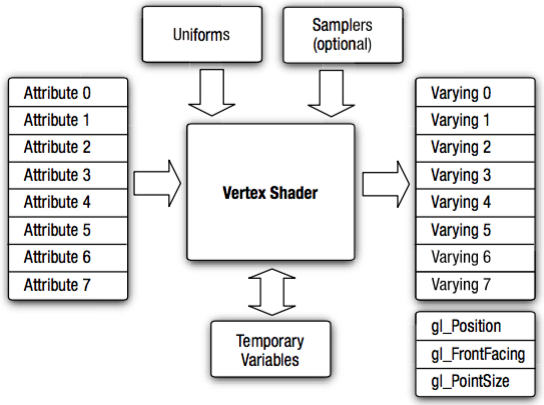 Uniforms
Samplers
(optional)
Attribute 0
Attribute 1
Attribute 2
Attribute 3
Attribute 4
Attribute 5
Attribute 6
Attribute 7
Vertex Shader
Varying 0
Varying 1
Varying 2
Varying 3
Varying 4
Varying 5
Varying 6
Varying 7
Temporary
Variables
gl_Position
gl_FrontFacing
gl_PointSize